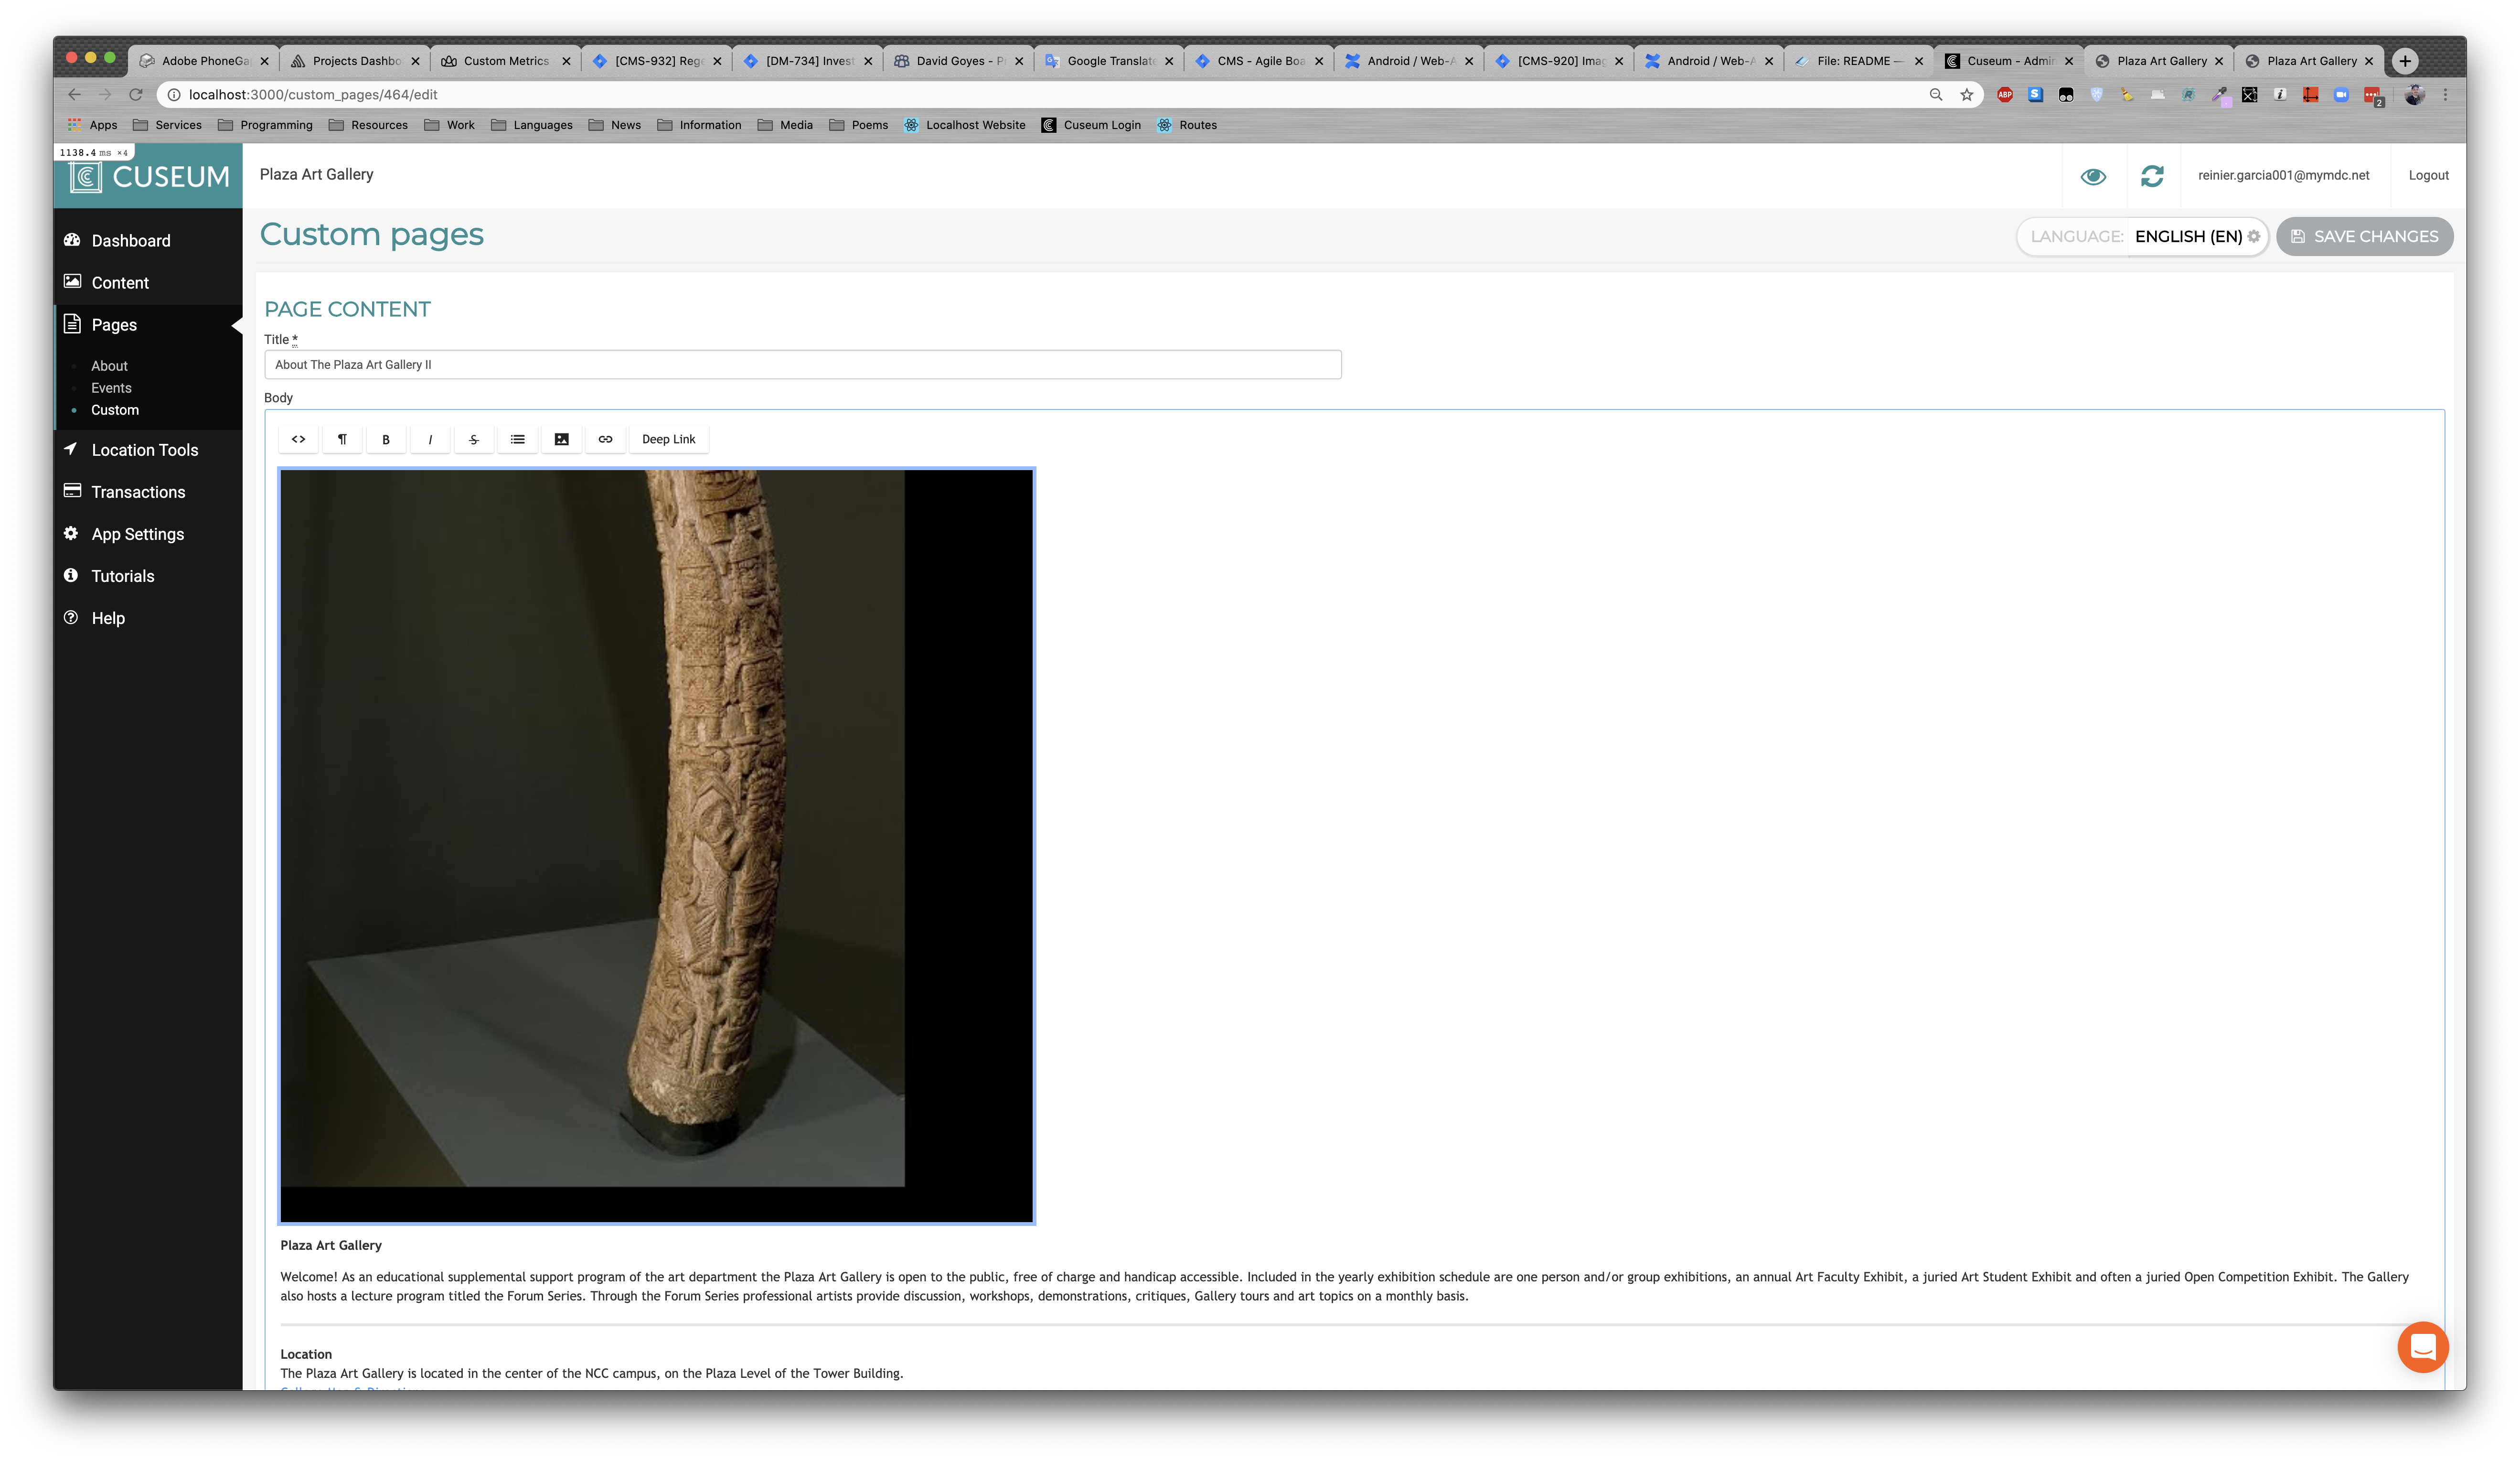 Adobe PhoneGa
Projects Dashbo
Custom Metrics
[CMS-932] Rege
[DM-734] Invest
David Goyes - P
Google Translate
CMS - Agile Boa
Android / Web-A
[CMS-920] Imag
Android / Web-A
File: README —
Cuseum - Admin
Plaza Art Gallery
Plaza Art Gallery
localhost:3000/custom_pages/464/edit
ABP
2
Apps
Services
Programming
Resources
Work
Languages
News
Information
Media
Poems
Localhost Website
Cuseum Login
Routes
1138.4 ms ×4
CUSEUM
Plaza Art Gallery
reinier.garcia001@mymdc.net
Logout
Dashboard
Content
Pages
About
Events
Custom
Location Tools
Transactions
App Settings
Tutorials
Help
Custom pages
LANGUAGE: ENGLISH (EN)
SAVE CHANGES
PAGE CONTENT
Title *
About The Plaza Art Gallery II
Body
<> ¶ B I S
Deep Link
Plaza Art Gallery
Welcome! As an educational supplemental support program of the art department the Plaza Art Gallery is open to the public, free of charge and handicap accessible. Included in the yearly exhibition schedule are one person and/or group exhibitions, an annual Art Faculty Exhibit, a juried Art Student Exhibit and often a juried Open Competition Exhibit. The Gallery
also hosts a lecture program titled the Forum Series. Through the Forum Series professional artists provide discussion, workshops, demonstrations, critiques, Gallery tours and art topics on a monthly basis.
Location
The Plaza Art Gallery is located in the center of the NCC campus, on the Plaza Level of the Tower Building.